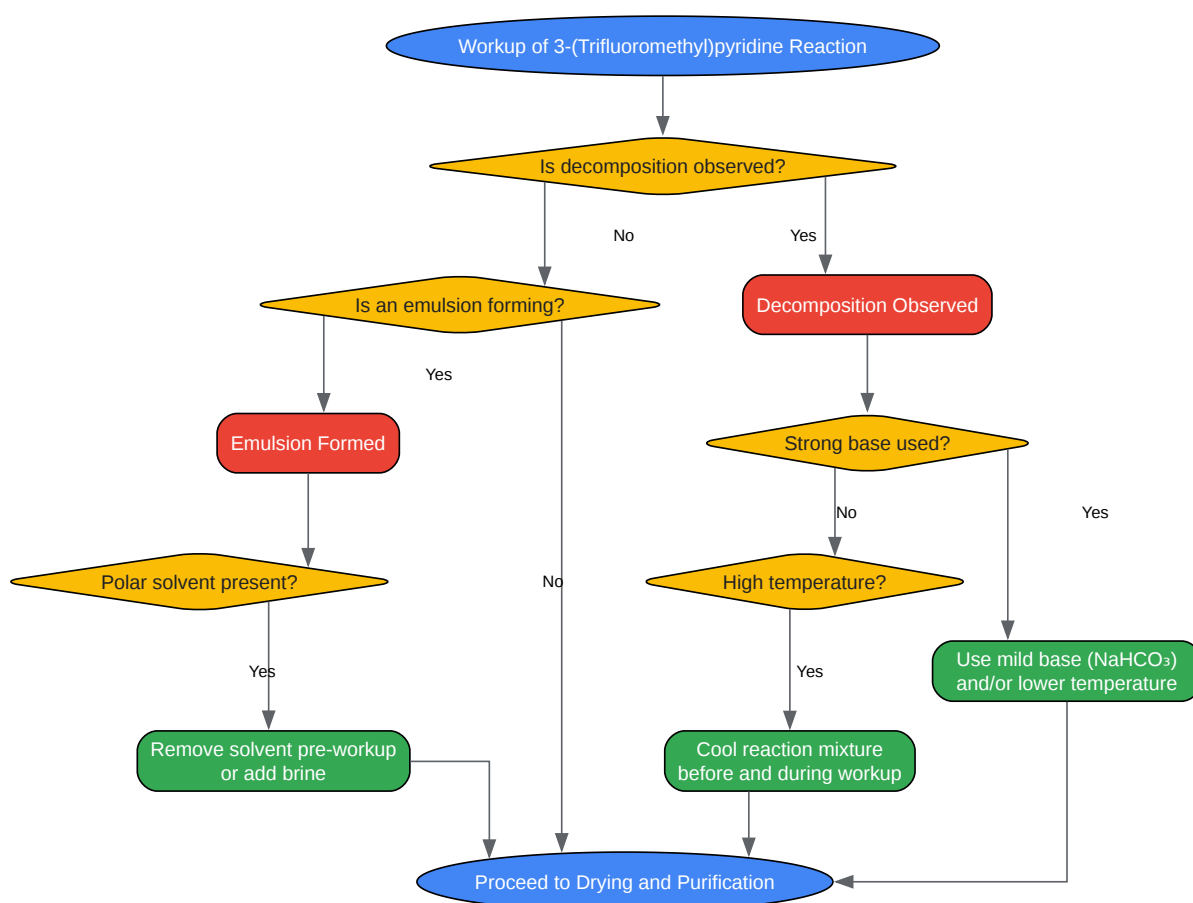 Workup of 3-(Trifluoromethyl)pyridine Reaction
Is decomposition observed?
No
Yes
Is an emulsion forming?
Decomposition Observed
Yes
Emulsion Formed
Strong base used?
No
Yes
Polar solvent present?
No
High temperature?
Yes
Yes
Use mild base (NaHCO₃)
and/or lower temperature
Remove solvent pre-workup
or add brine
Cool reaction mixture
before and during workup
Proceed to Drying and Purification